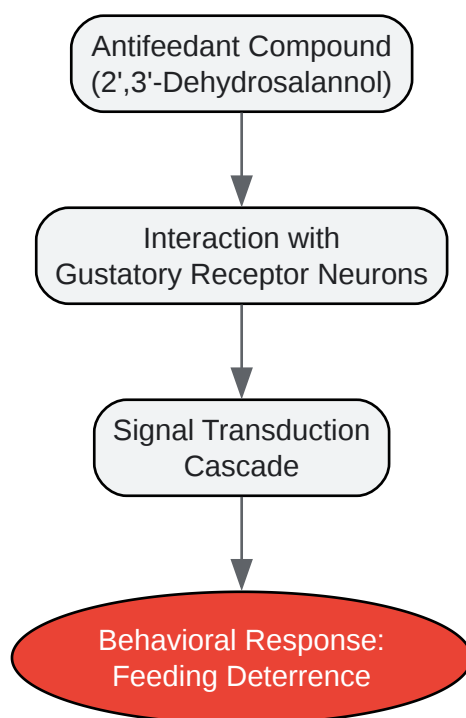 Antifeedant Compound
(2',3'-Dehydrosalannol)
Interaction with
Gustatory Receptor Neurons
Signal Transduction
Cascade
Behavioral Response:
Feeding Deterrence